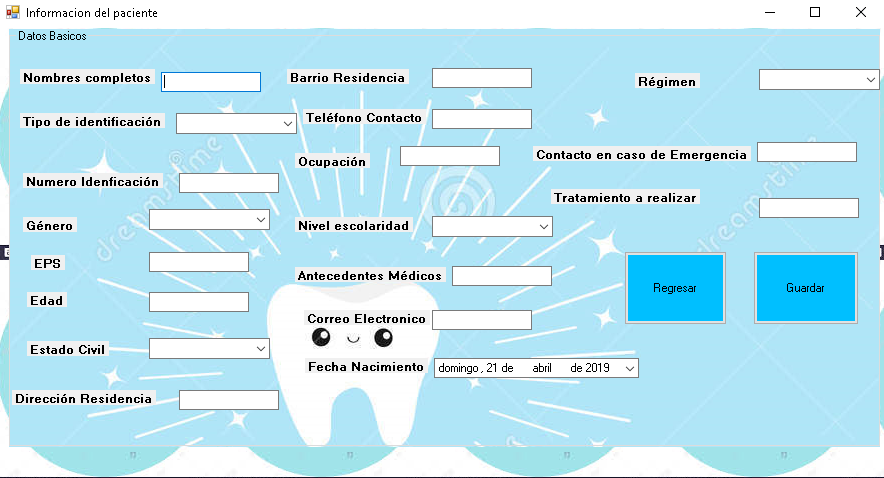 Informacion del paciente
Datos Basicos
Nombres completos
Barrio Residencia
Régimen
Tipo de identificación
Teléfono Contacto
Ocupación
Contacto en caso de Emergencia
Numero Idenficación
Tratamiento a realizar
Género
Nivel escolaridad
EPS
Antecedentes Médicos
Regresar
Guardar
Edad
Correo Electronico
Estado Civil
Fecha Nacimiento
domingo , 21 de abril de 2019
Dirección Residencia
dreamstime
dreamstime